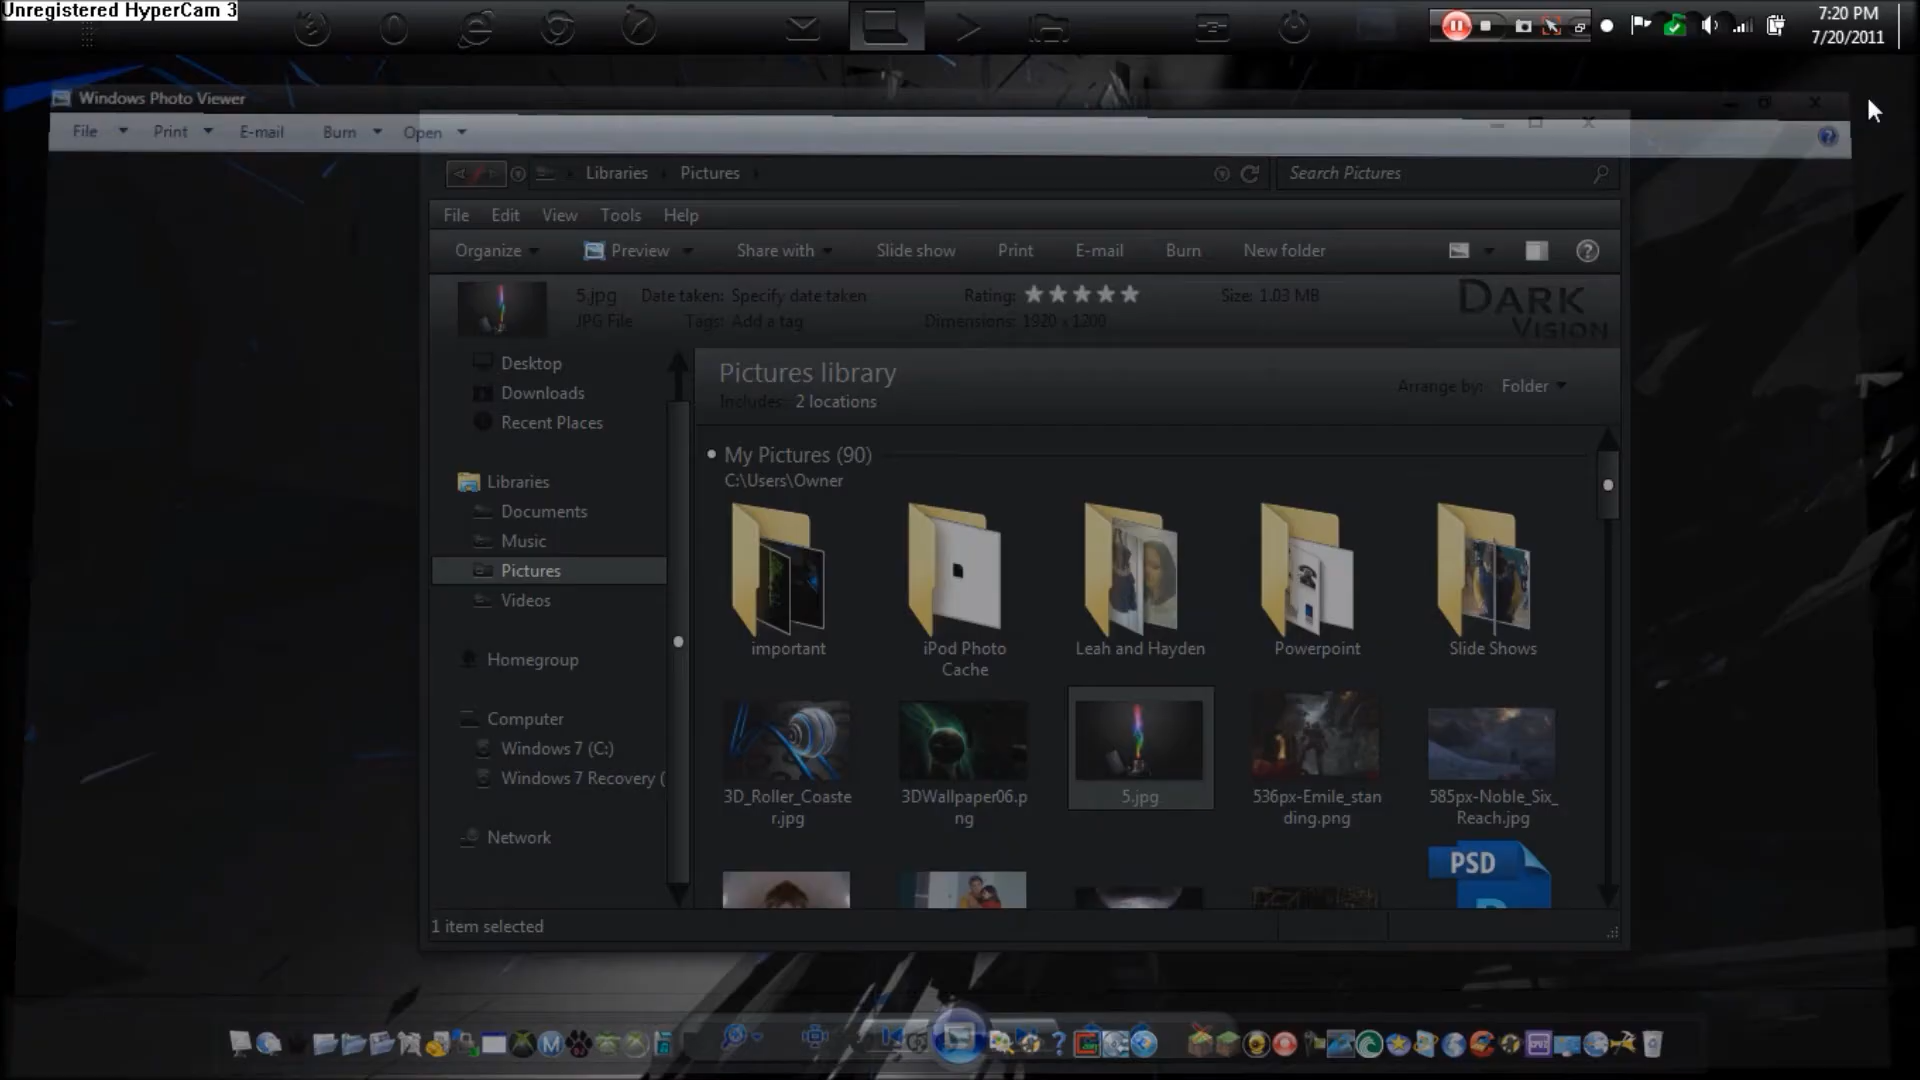 Unregistered HyperCam 3
7:20 PM
7/20/2011
Windows Photo Viewer
File Print E-mail Burn Open
Libraries Pictures
Search Pictures
File Edit View Tools Help
Organize Preview Share with Slide show Print E-mail Burn New folder
5.jpg Date taken: Specify date taken Rating: Size: 1.03 MB
JPG File Tags: Add a tag Dimensions: 1920 x 1200
DARK
VISION
Desktop
Downloads
Recent Places
Libraries
Documents
Music
Pictures
Videos
Homegroup
Computer
Windows 7 (C:)
Windows 7 Recovery (
Network
Pictures library
Includes: 2 locations
Arrange by: Folder
My Pictures (90)
C:\Users\Owner
important
iPod Photo
Cache
Leah and Hayden
Powerpoint
Slide Shows
3D_Roller_Coaste
r.jpg
3DWallpaper06.p
ng
5.jpg
536px-Emile_stan
ding.png
585px-Noble_Six_
Reach.jpg
PSD
1 item selected